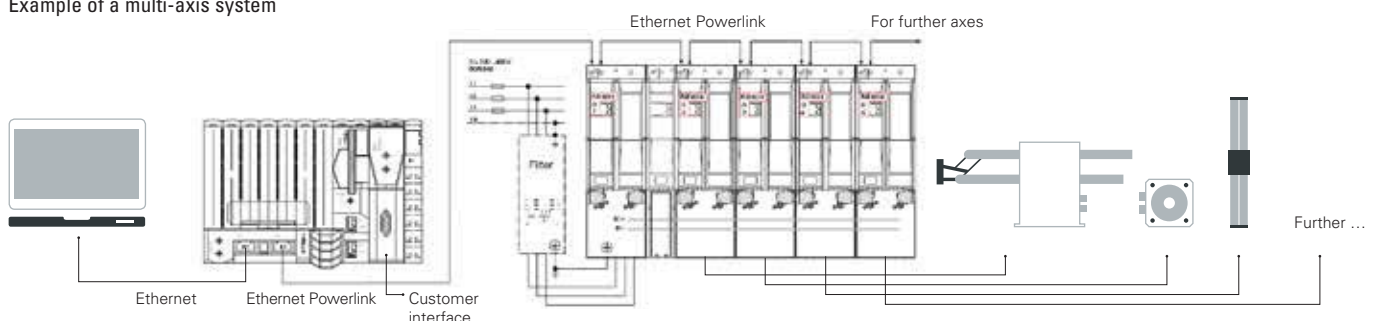 Example of a multi-axis system
Ethernet Powerlink
For further axes
Filter
Further …
Ethernet
Ethernet Powerlink
Customer
interface